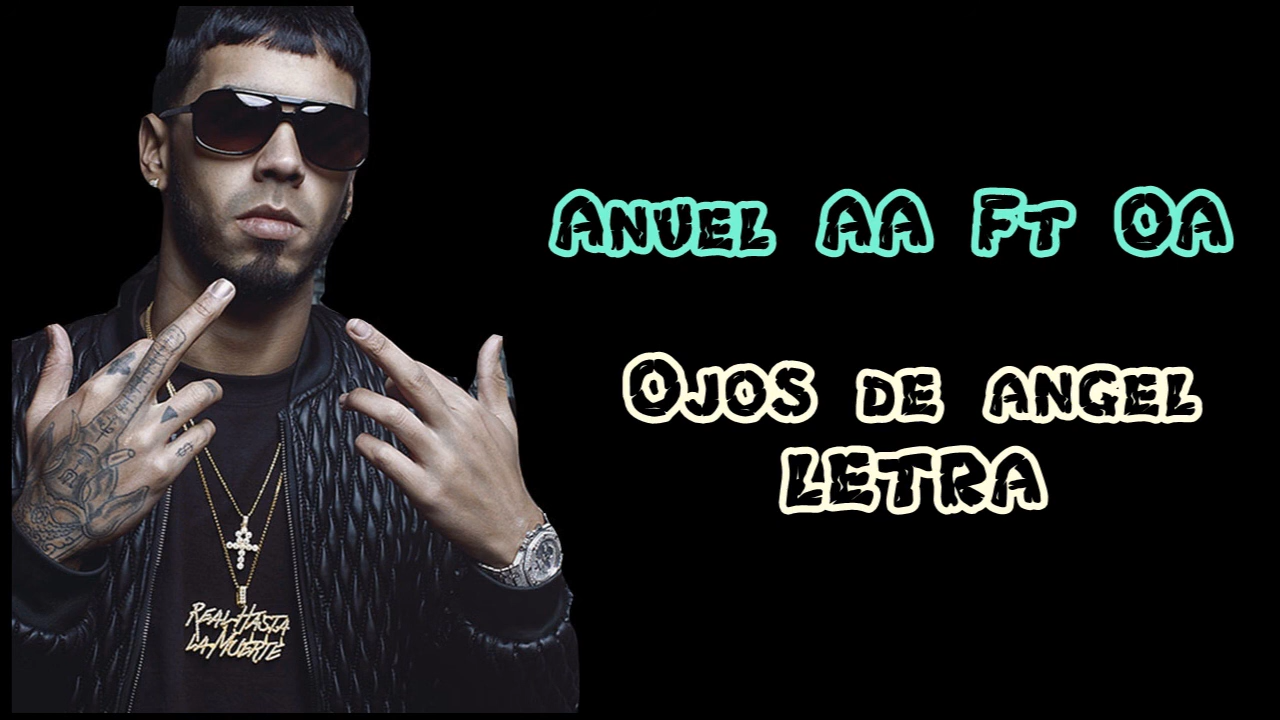 Anuel AA Ft OA
Ojos de angel
LETRA
Real Hasta
la Muerte